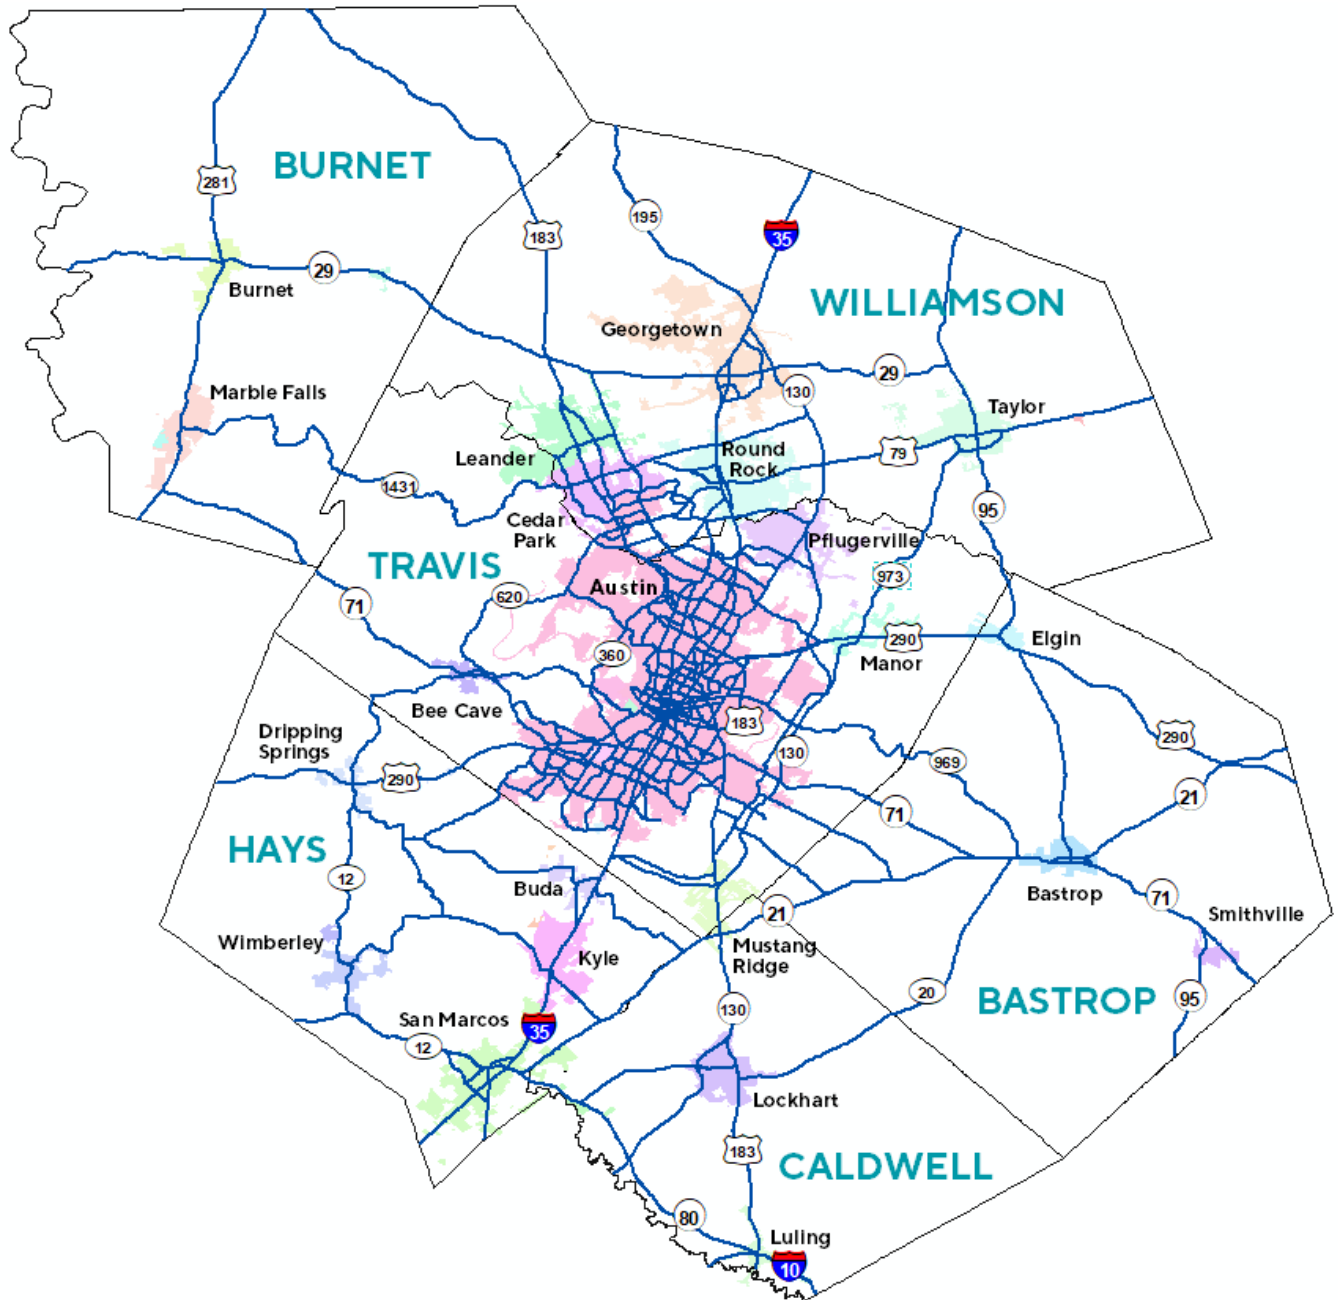 BURNET
281
195
183
35
29
Burnet
WILLIAMSON
Georgetown
29
Marble Falls
130
Taylor
Leander
Round
Rock
79
1431
95
Cedar
Park
Pflugerville
TRAVIS
973
Austin
620
71
290
Elgin
360
Manor
Bee Cave
183
Dripping
Springs
290
290
130
969
21
71
HAYS
12
Buda
Bastrop
71
21
Smithville
Wimberley
Kyle
Mustang
Ridge
20
BASTROP
95
130
San Marcos
35
12
Lockhart
183
CALDWELL
80
Luling
10